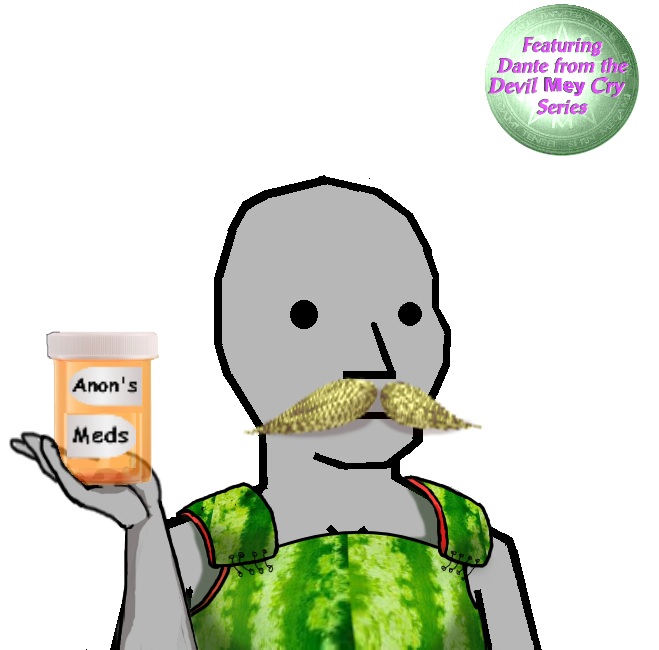 Featuring
Dante from the
Devil Mey Cry
Series
Anon's
Meds